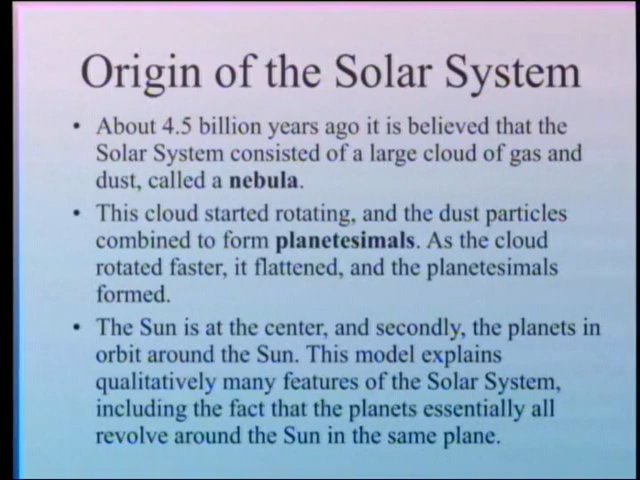 Origin of the Solar System
• About 4.5 billion years ago it is believed that the
Solar System consisted of a large cloud of gas and
dust, called a nebula.
• This cloud started rotating, and the dust particles
combined to form planetesimals. As the cloud
rotated faster, it flattened, and the planetesimals
formed.
• The Sun is at the center, and secondly, the planets in
orbit around the Sun. This model explains
qualitatively many features of the Solar System,
including the fact that the planets essentially all
revolve around the Sun in the same plane.